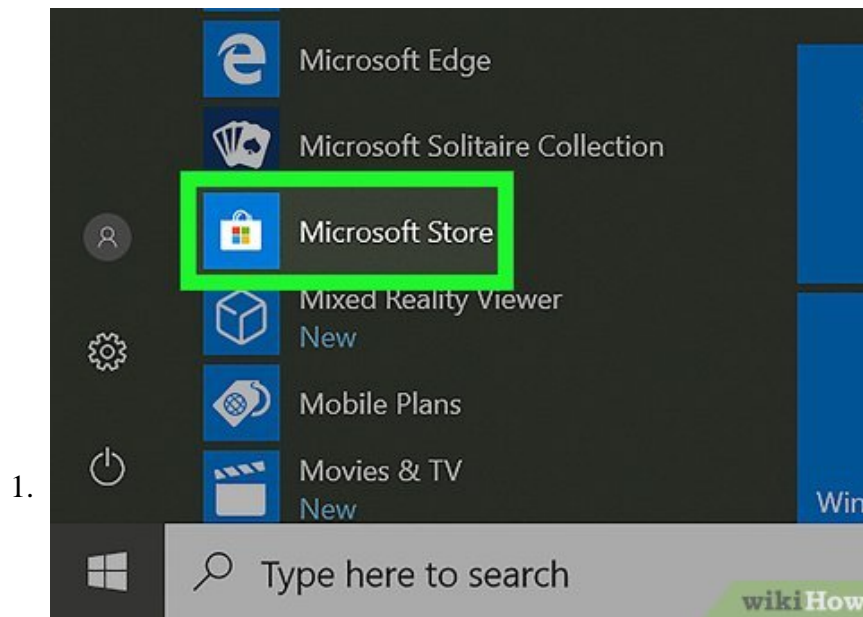 Microsoft Edge
Microsoft Solitaire Collection
Microsoft Store
Mixed Reality Viewer
New
Mobile Plans
1.
Movies & TV
New
Win
Type here to search
wikiHow